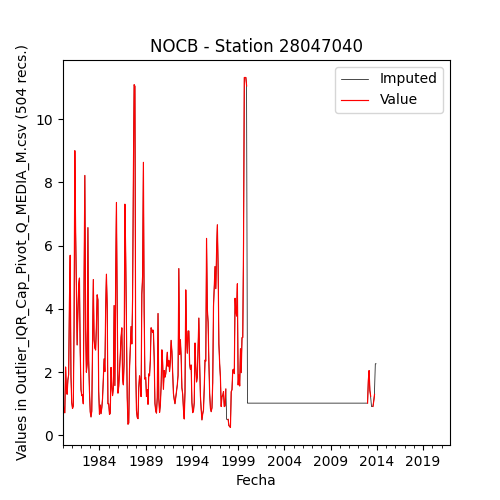 NOCB - Station 28047040
Values in Outlier_IQR_Cap_Pivot_Q_MEDIA_M.csv (504 recs.)
Imputed
Value
10
8
6
4
2
0
1984 1989 1994 1999 2004 2009 2014 2019
Fecha